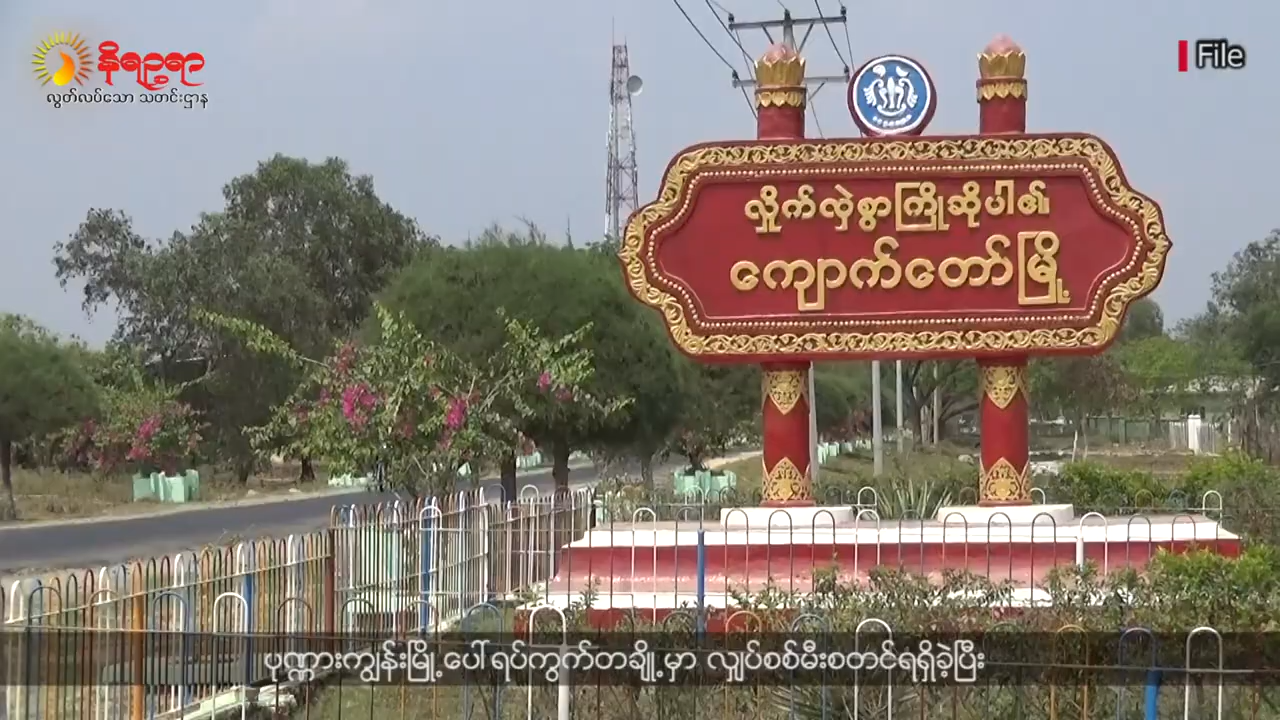 နိရဉ္စရာ
လွတ်လပ်သော သတင်းဌာန
File
လှိုက်လှဲစွာကြိုဆိုပါ၏
ကျောက်တော်မြို့
ပုဏ္ဏားကျွန်းမြို့ပေါ်ရပ်ကွက်တချို့မှာ လျှပ်စစ်မီးစတင်ရရှိခဲ့ပြီး